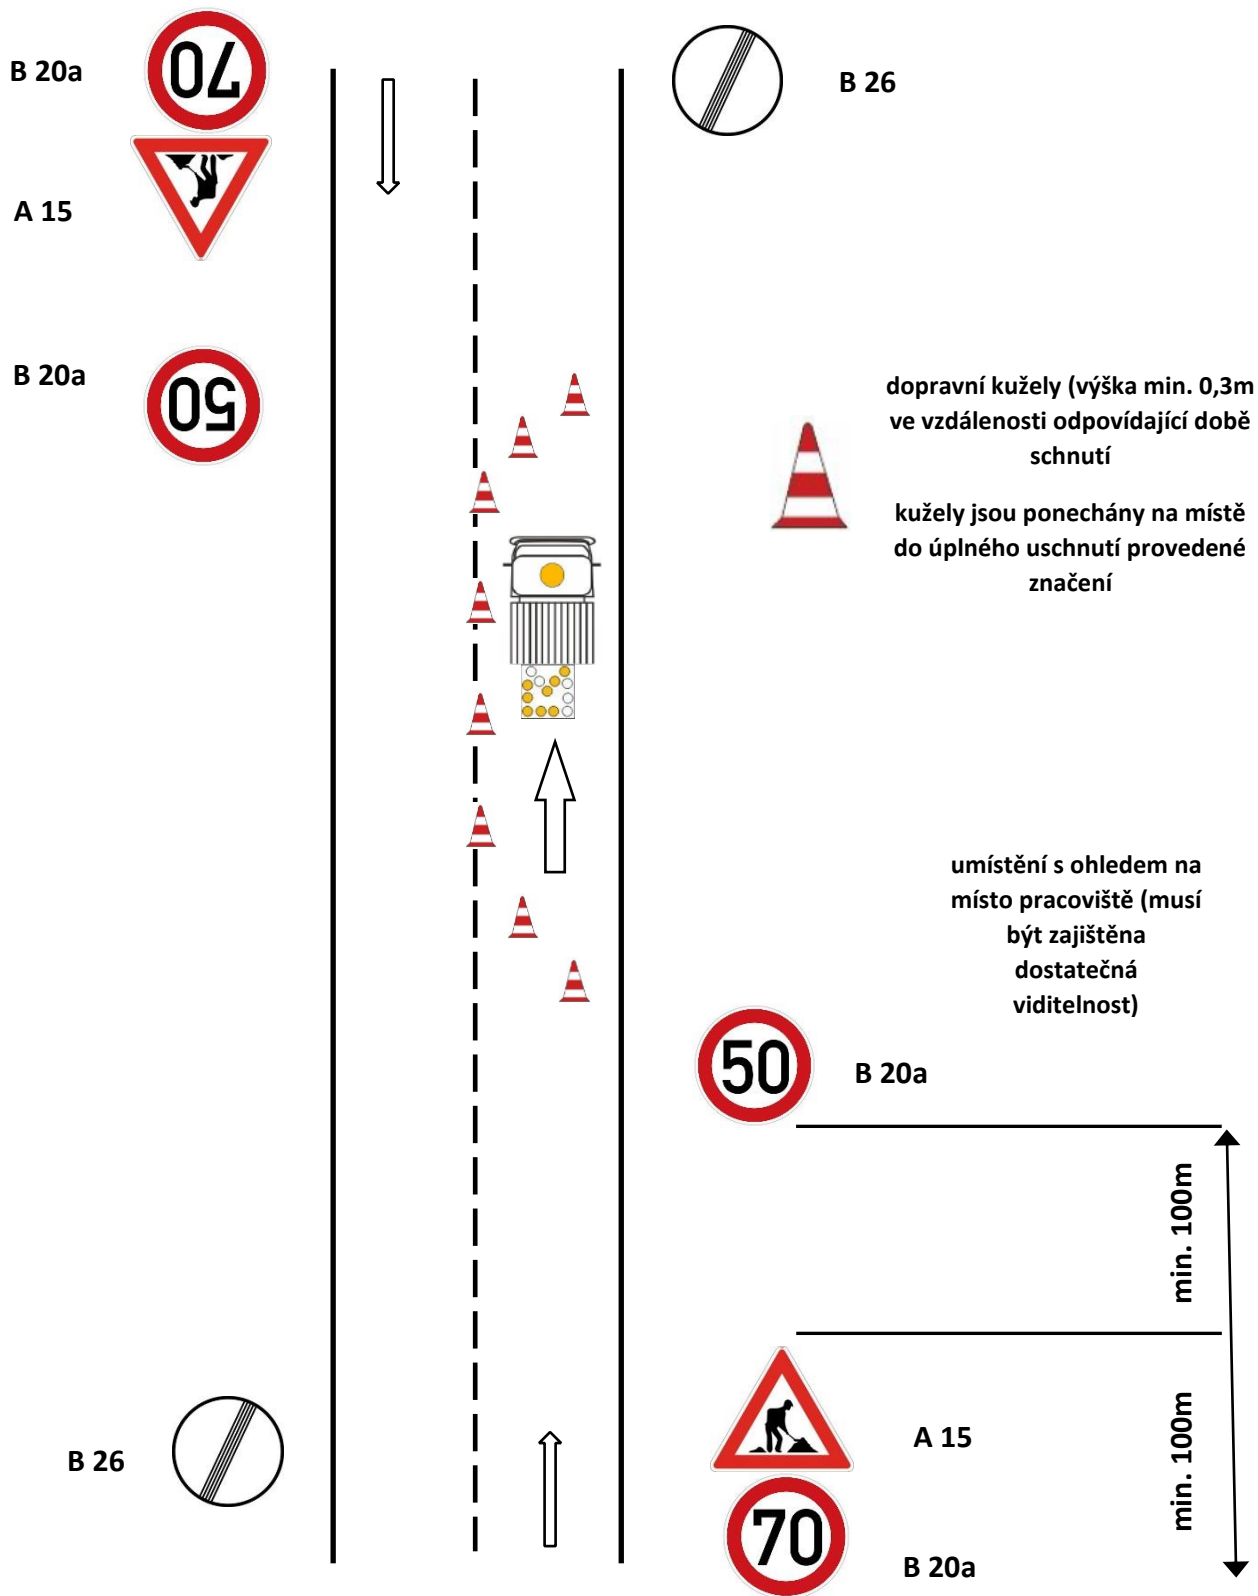 B 20a
70
B 26
A 15
B 20a
50
dopravní kužely (výška min. 0,3m
ve vzdálenosti odpovídající době
schnutí
kužely jsou ponechány na místě
do úplného uschnutí provedené
značení
umístění s ohledem na
místo pracoviště (musí
být zajištěna
dostatečná
viditelnost)
50
B 20a
min. 100m
A 15
min. 100m
B 26
70
B 20a